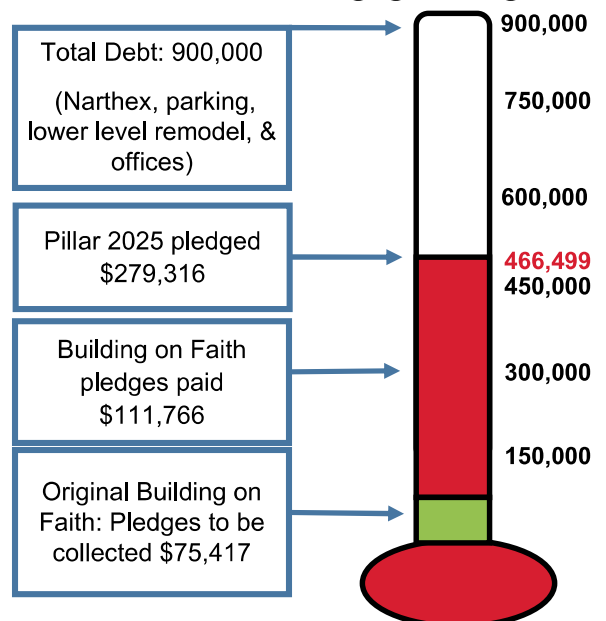 Total Debt: 900,000
(Narthex, parking,
lower level remodel, &
offices)
Pillar 2025 pledged
$279,316
Building on Faith
pledges paid
$111,766
Original Building on
Faith: Pledges to be
collected $75,417
900,000
750,000
600,000
466,499
450,000
300,000
150,000